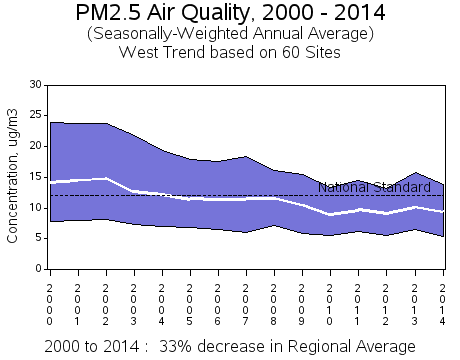 PM2.5 Air Quality, 2000 - 2014
(Seasonally-Weighted Annual Average)
West Trend based on 60 Sites
Concentration, ug/m3
30
25
20
15
10
5
0
National Standard
2000 2001 2002 2003 2004 2005 2006 2007 2008 2009 2010 2011 2012 2013 2014
2000 to 2014 : 33% decrease in Regional Average